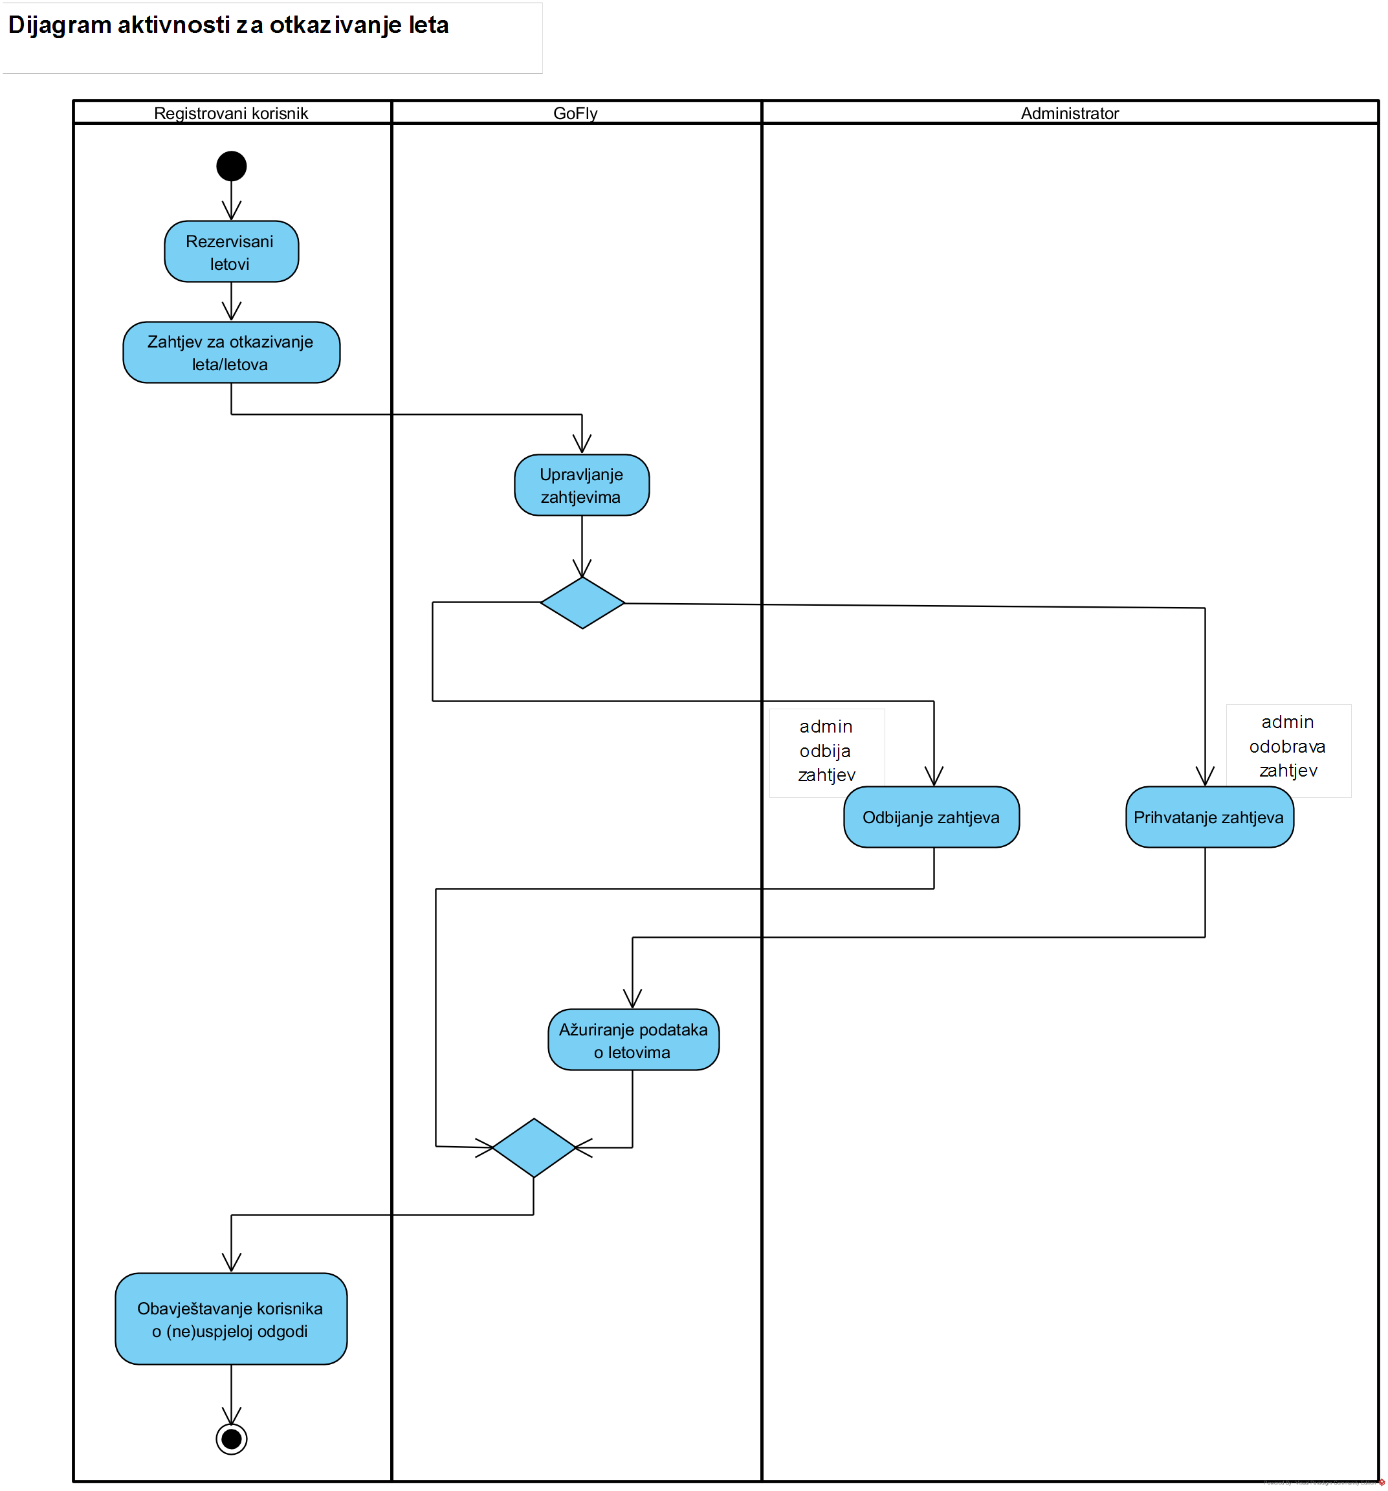 Dijagram aktivnosti za otkazivanje leta
Registrovani korisnik
GoFly
Administrator
Rezervisani
letovi
Zahtjev za otkazivanje
leta/letova
Upravljanje
zahtjevima
admin
odbija
zahtjev
admin
odobrava
zahtjev
Odbijanje zahtjeva
Prihvatanje zahtjeva
Ažuriranje podataka
o letovima
Obavještavanje korisnika
o (ne)uspjeloj odgodi